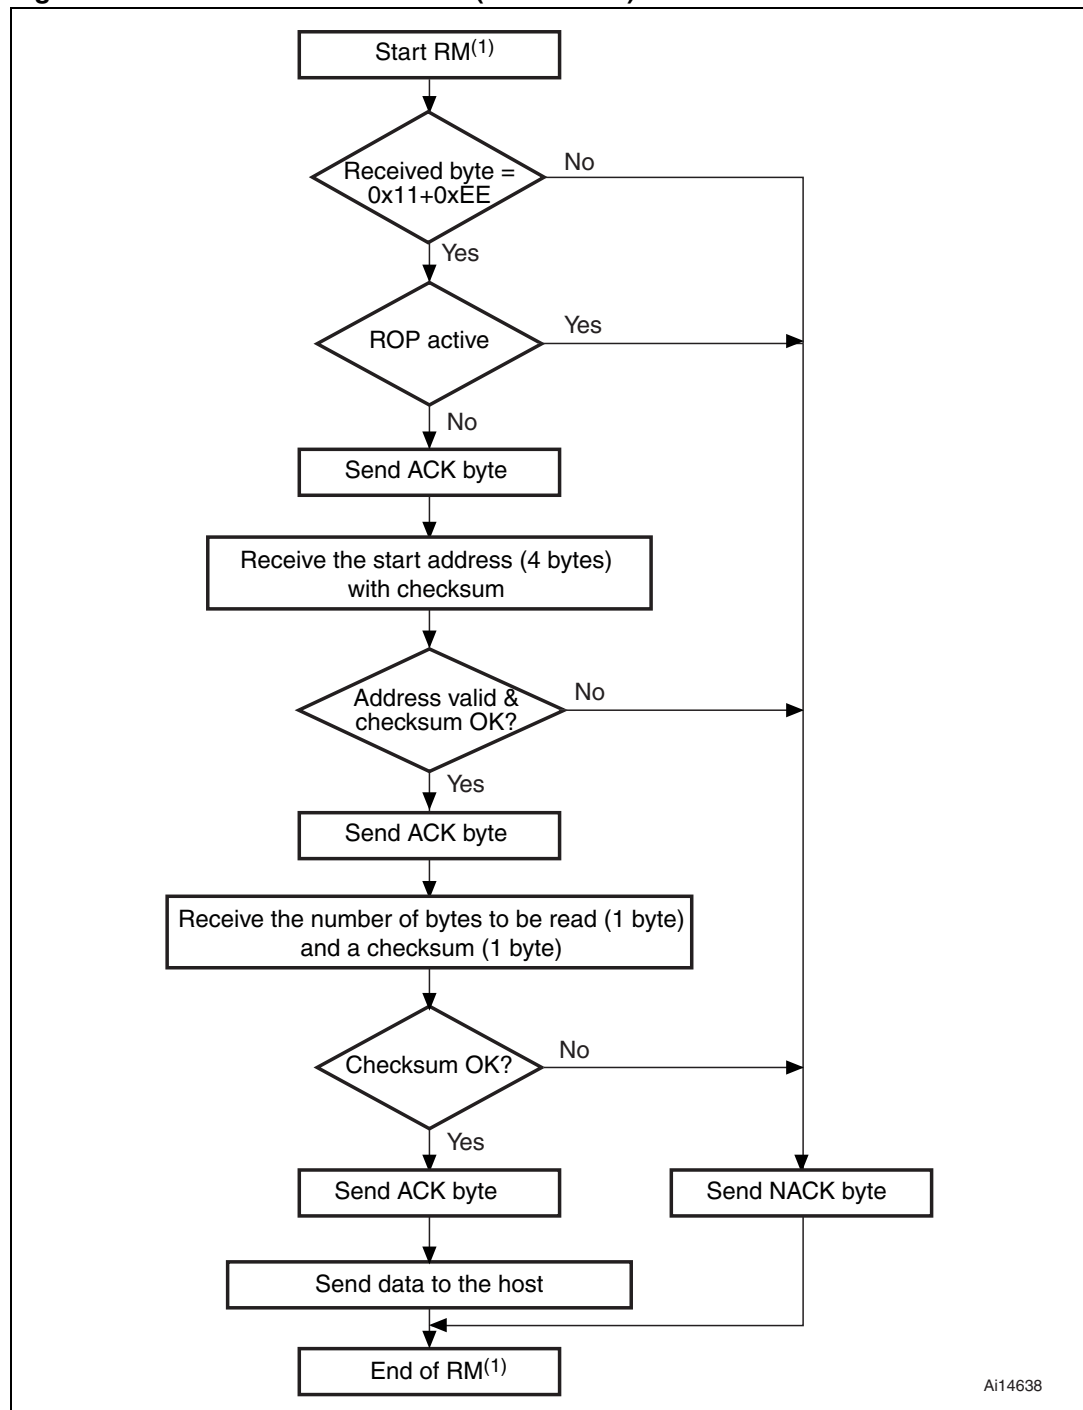 Start RM(1)
Received byte =
0x11+0xEE
No
Yes
ROP active
Yes
No
Send ACK byte
Receive the start address (4 bytes)
with checksum
Address valid &
checksum OK?
No
Yes
Send ACK byte
Receive the number of bytes to be read (1 byte)
and a checksum (1 byte)
Checksum OK?
No
Yes
Send ACK byte
Send NACK byte
Send data to the host
End of RM(1)
Ai14638